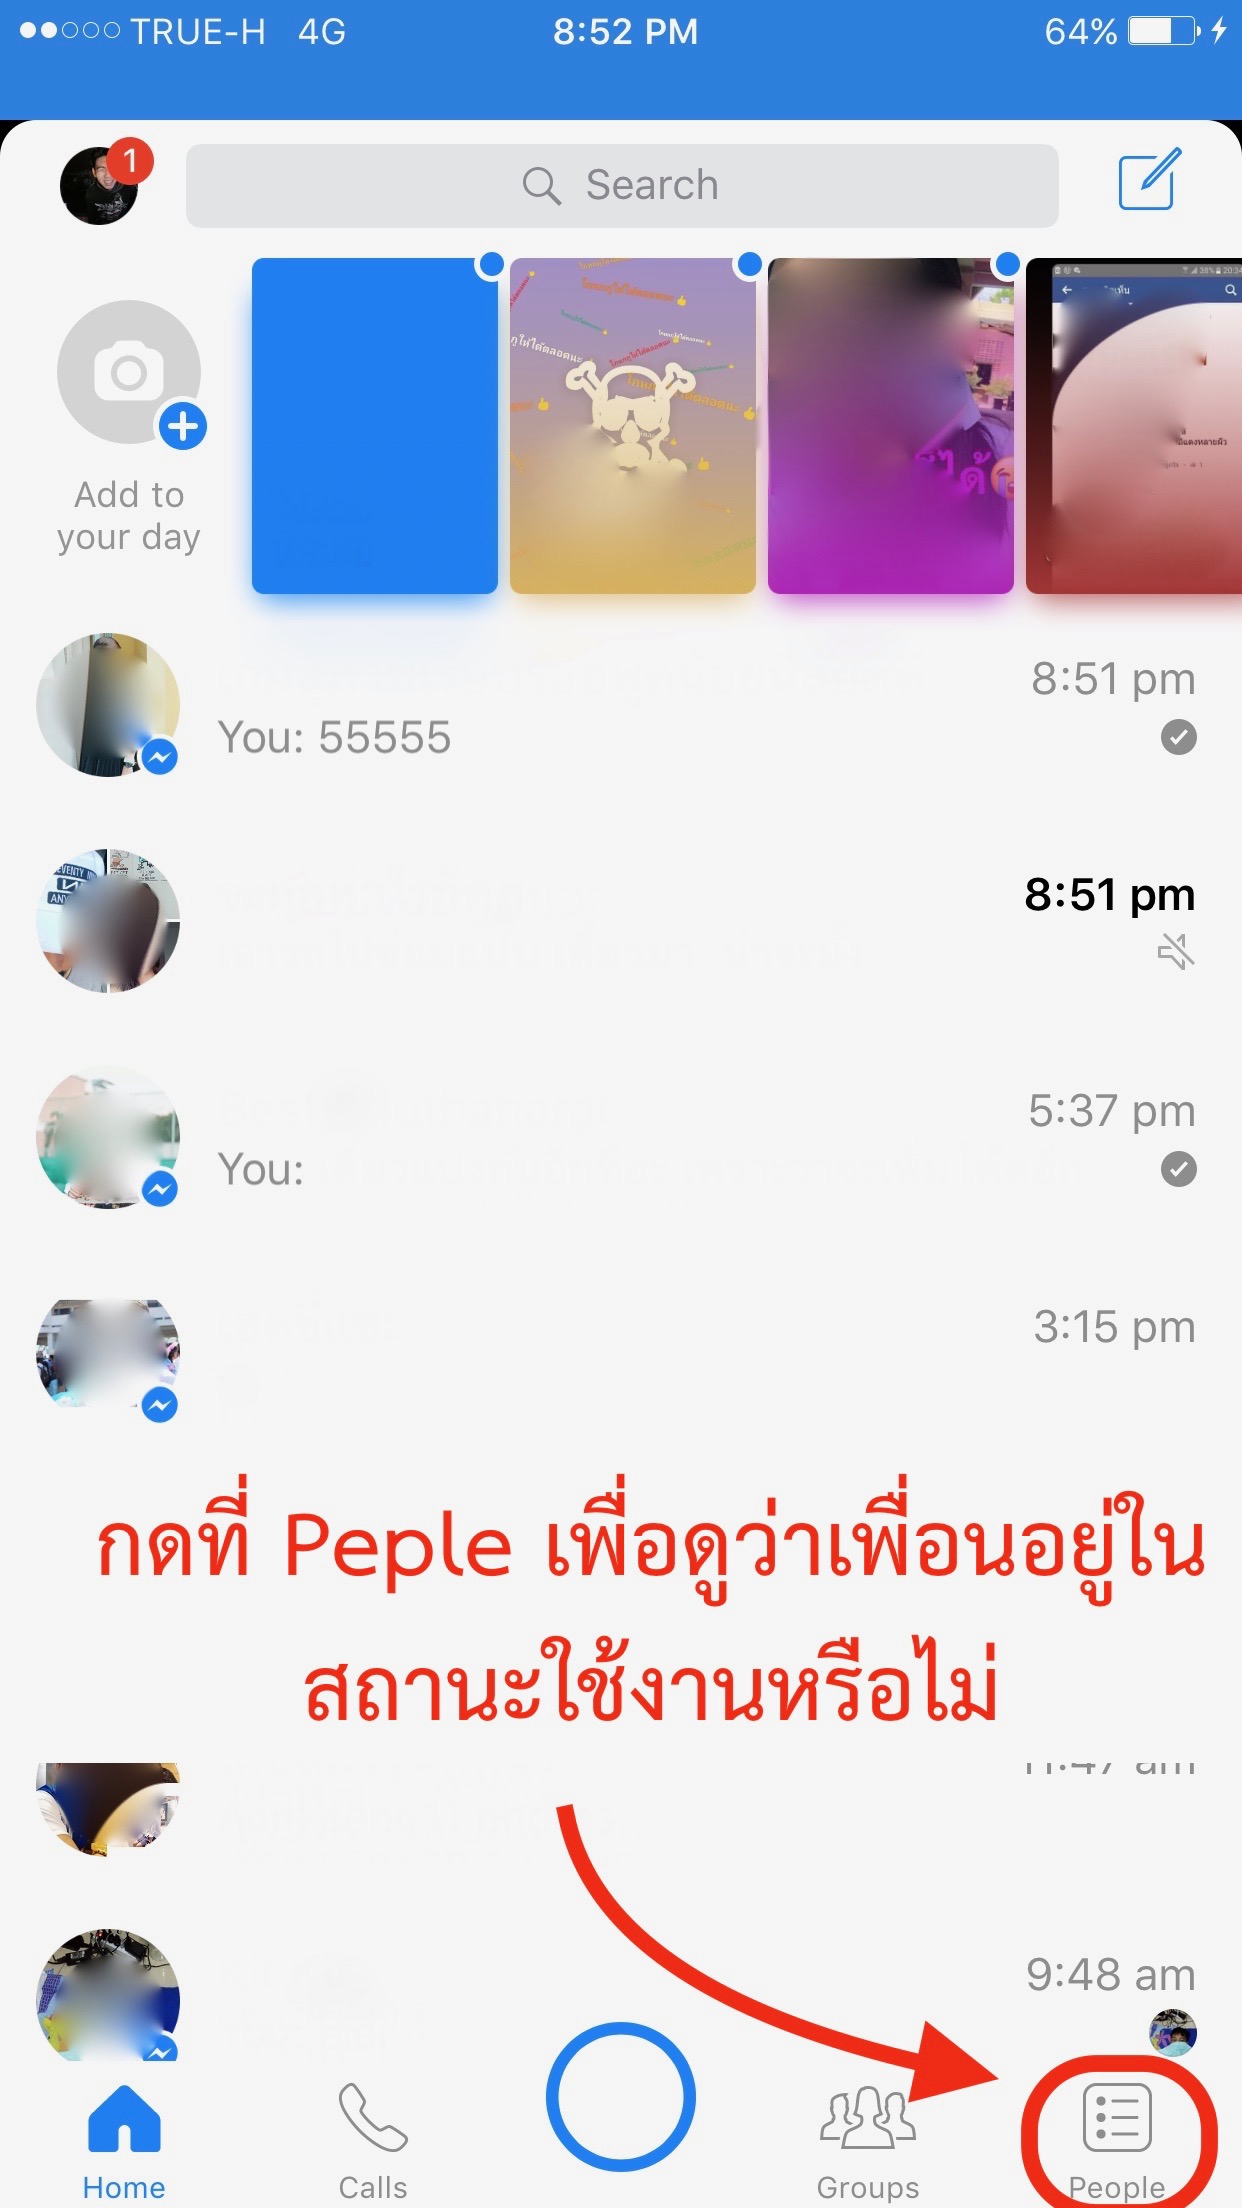 TRUE-H 4G 8:52 PM 64%
1
Search
Add to
your day
8:51 pm
You: 55555
8:51 pm
5:37 pm
You:
3:15 pm
กดที่ Peple เพื่อดูว่าเพื่อนอยู่ใน
สถานะใช้งานหรือไม่
11:47 am
9:48 am
Home Calls Groups People